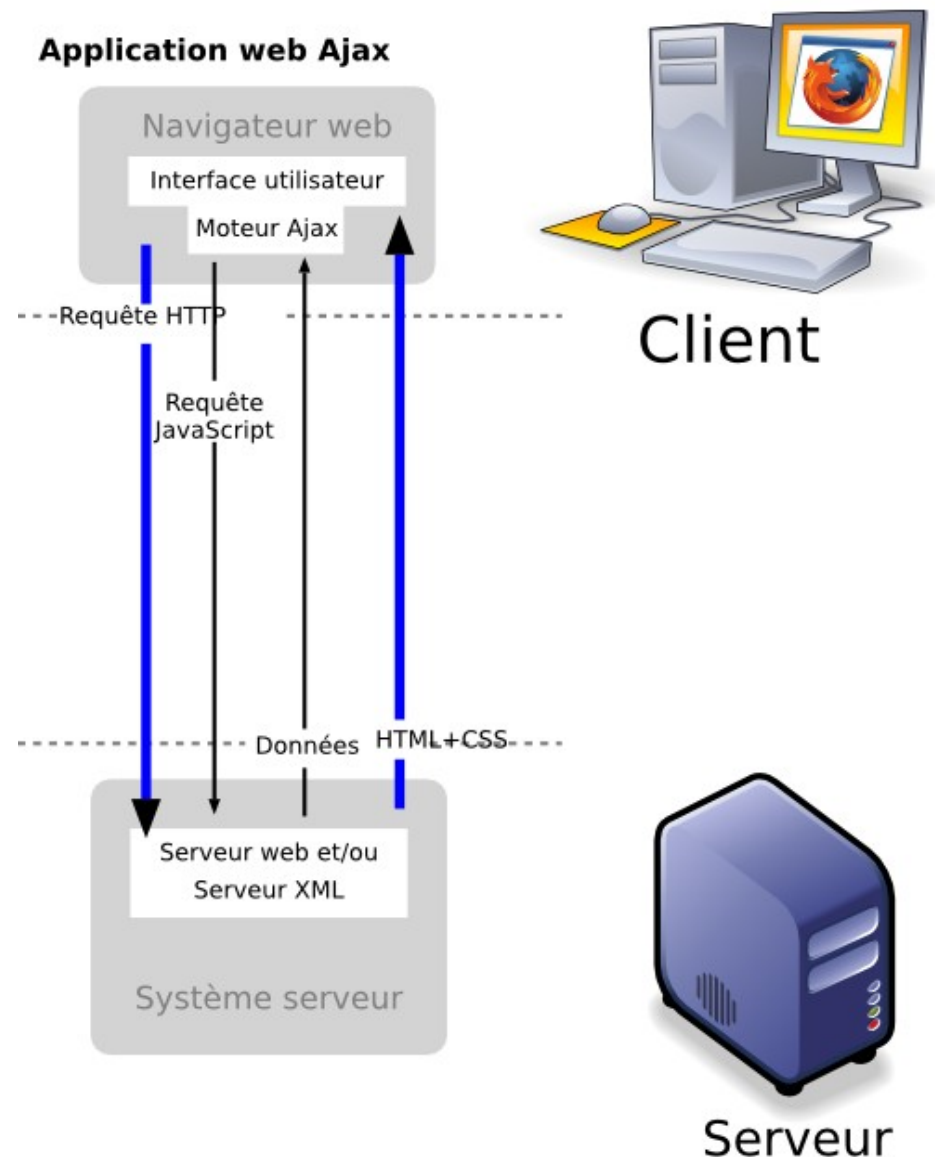 Application web Ajax
Navigateur web
Interface utilisateur
Moteur Ajax
Requête HTTP
Client
Requête
JavaScript
Données
HTML+CSS
Serveur web et/ou
Serveur XML
Système serveur
Serveur